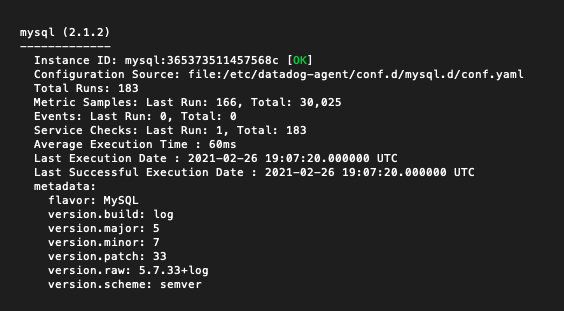 mysql (2.1.2)
-------------
Instance ID: mysql:365373511457568c [OK]
Configuration Source: file:/etc/datadog-agent/conf.d/mysql.d/conf.yaml
Total Runs: 183
Metric Samples: Last Run: 166, Total: 30,025
Events: Last Run: 0, Total: 0
Service Checks: Last Run: 1, Total: 183
Average Execution Time : 60ms
Last Execution Date : 2021-02-26 19:07:20.000000 UTC
Last Successful Execution Date : 2021-02-26 19:07:20.000000 UTC
metadata:
flavor: MySQL
version.build: log
version.major: 5
version.minor: 7
version.patch: 33
version.raw: 5.7.33+log
version.scheme: semver